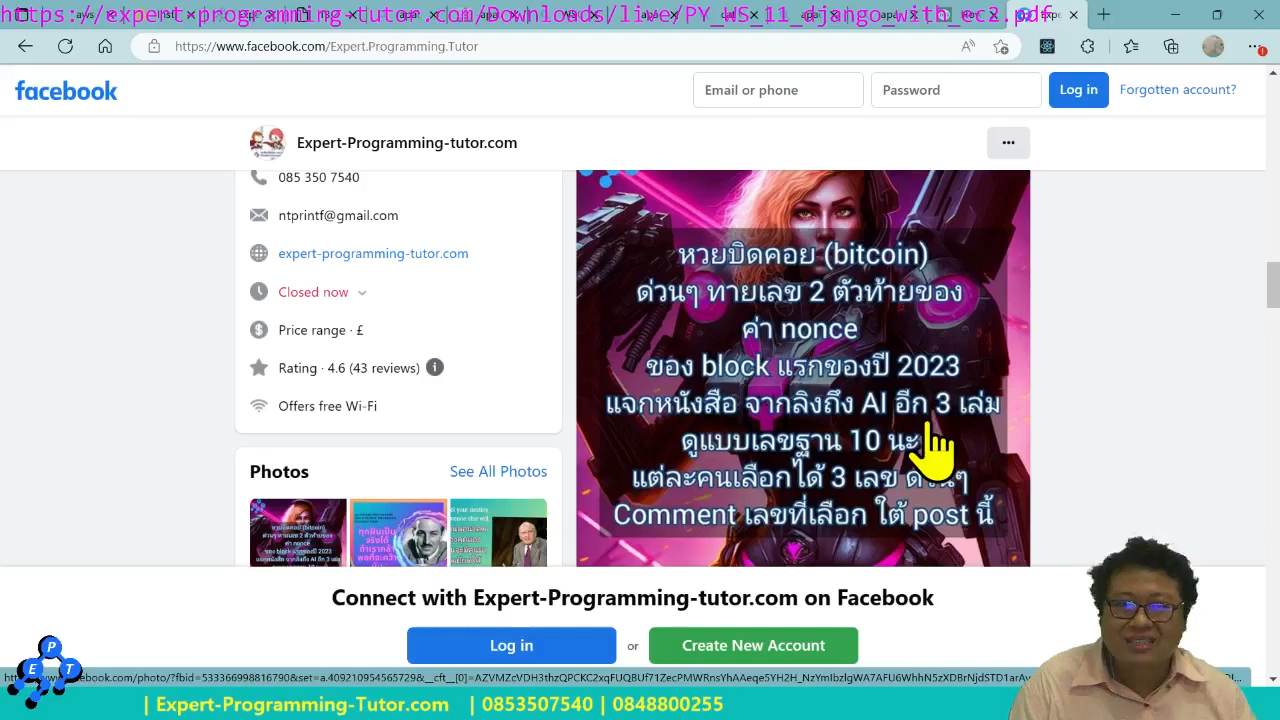 https://expert-programming-tutor.com/Downloads/live/PY_WS_11_django_with_ec2.pdf
https://www.facebook.com/Expert.Programming.Tutor
facebook
Email or phone
Password
Log in
Forgotten account?
Expert-Programming-tutor.com
085 350 7540
ntprintf@gmail.com
expert-programming-tutor.com
Closed now
Price range · £
Rating · 4.6 (43 reviews)
Offers free Wi-Fi
Photos
See All Photos
หวยบิดคอย (bitcoin)
ด่วนๆ ทายเลข 2 ตัวท้ายของ
ค่า nonce
ของ block แรกของปี 2023
แจกหนังสือ จากลิงถึง AI อีก 3 เล่ม
ดูแบบเลขฐาน 10 นะ
แต่ละคนเลือกได้ 3 เลข ด่วนๆ
Comment เลขที่เลือก ใต้ post นี้
Connect with Expert-Programming-tutor.com on Facebook
Log in
or
Create New Account
P
E T
| Expert-Programming-Tutor.com | 0853507540 | 0848800255